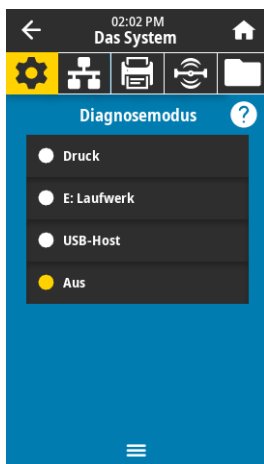 02:02 PM
Das System
Diagnosemodus
?
Druck
E: Laufwerk
USB-Host
Aus